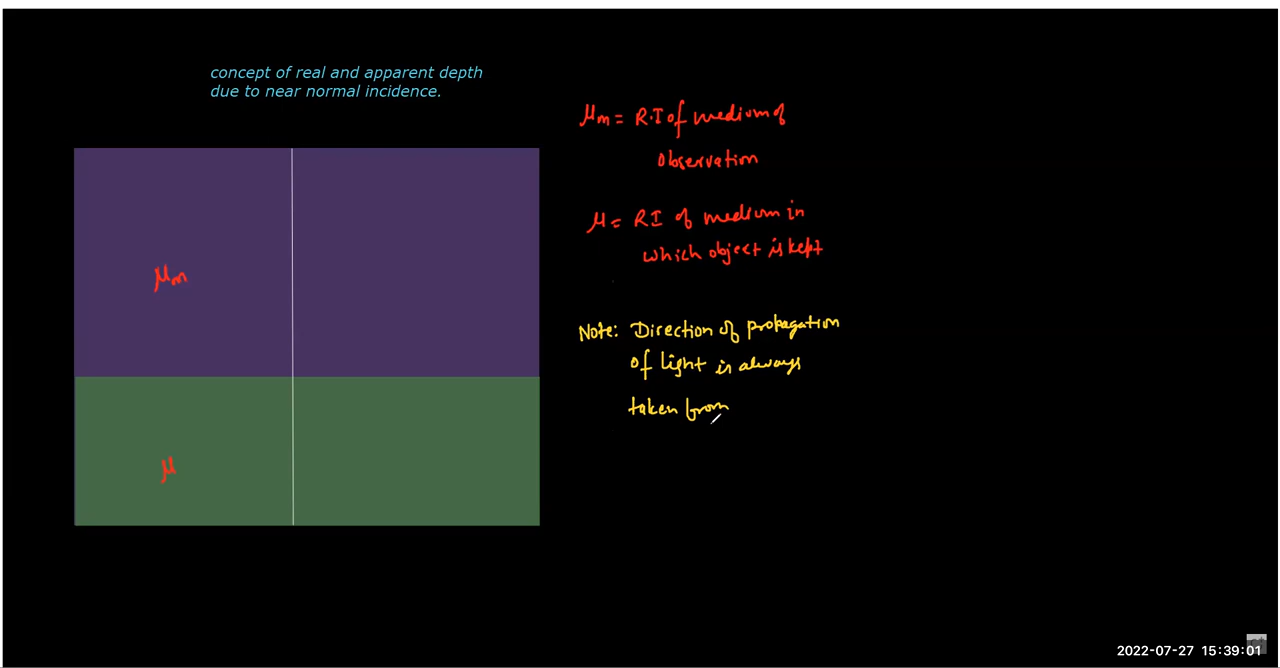 concept of real and apparent depth
due to near normal incidence.
μm = R.I of medium of
observation
μ = RI of medium in
which object is kept
μm
Note: Direction of propagation
of light is always
taken from
μ
2022-07-27 15:39:01